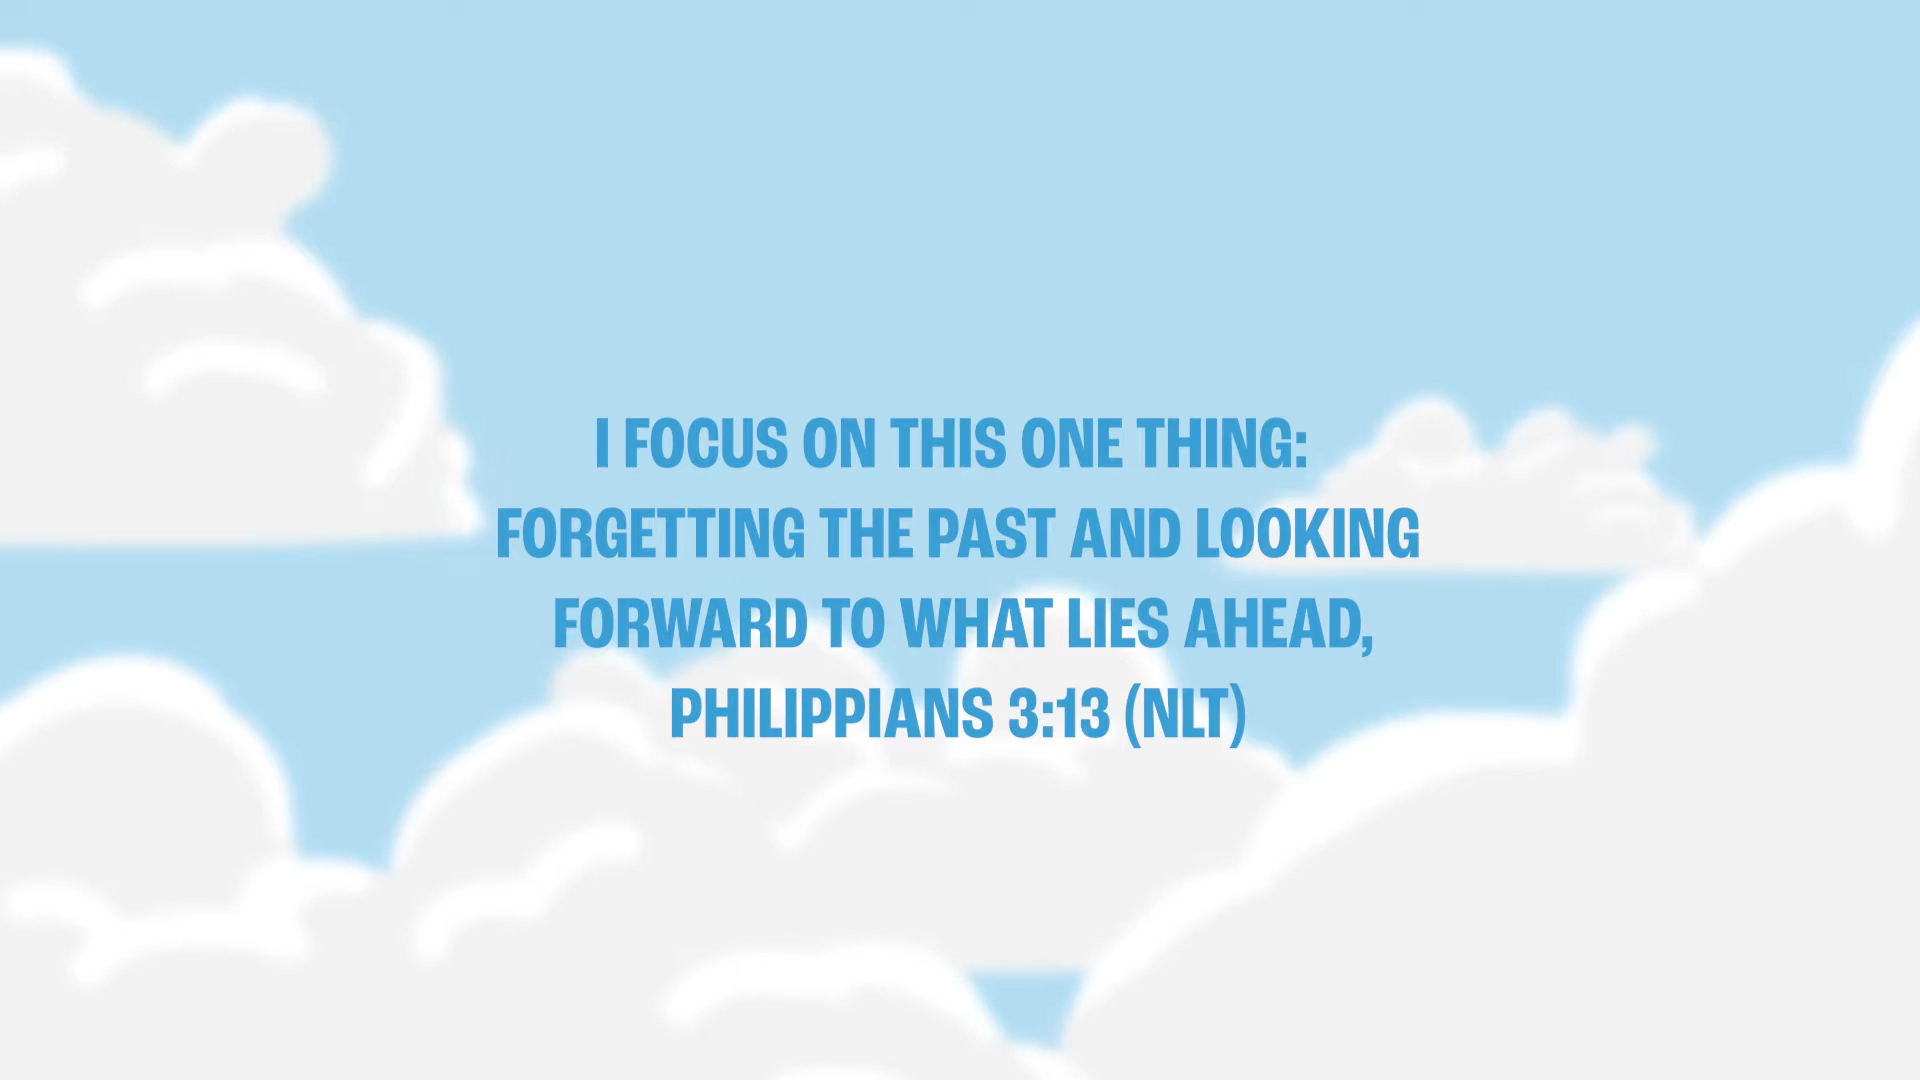 I FOCUS ON THIS ONE THING:
FORGETTING THE PAST AND LOOKING
FORWARD TO WHAT LIES AHEAD,
PHILIPPIANS 3:13 (NLT)